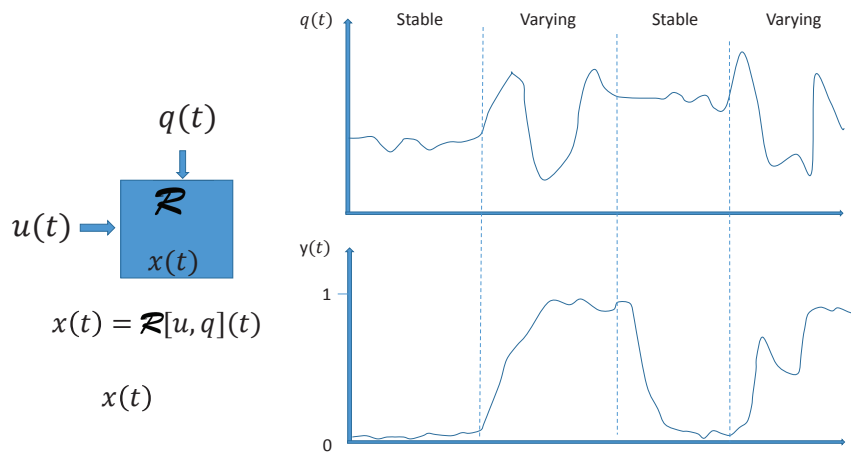 q(t)
u(t)
𝓡
x(t)
x(t) = 𝓡[u, q](t)
x(t)
q(t)
Stable Varying Stable Varying
y(t)
1
0